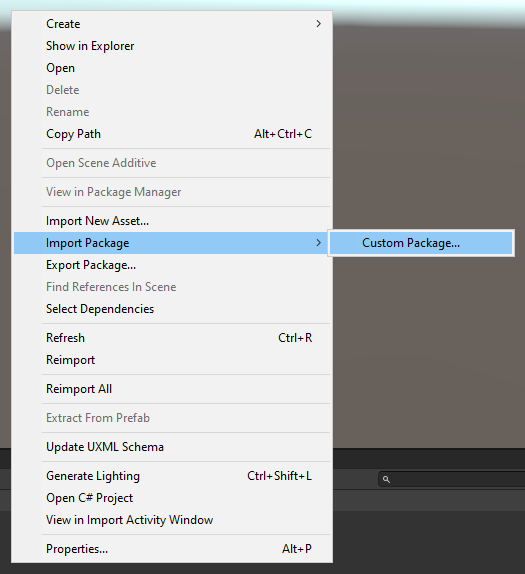 Create
Show in Explorer
Open
Delete
Rename
Copy Path Alt+Ctrl+C
Open Scene Additive
View in Package Manager
Import New Asset...
Import Package Custom Package...
Export Package...
Find References In Scene
Select Dependencies
Refresh Ctrl+R
Reimport
Reimport All
Extract From Prefab
Update UXML Schema
Generate Lighting Ctrl+Shift+L
Open C# Project
View in Import Activity Window
Properties... Alt+P